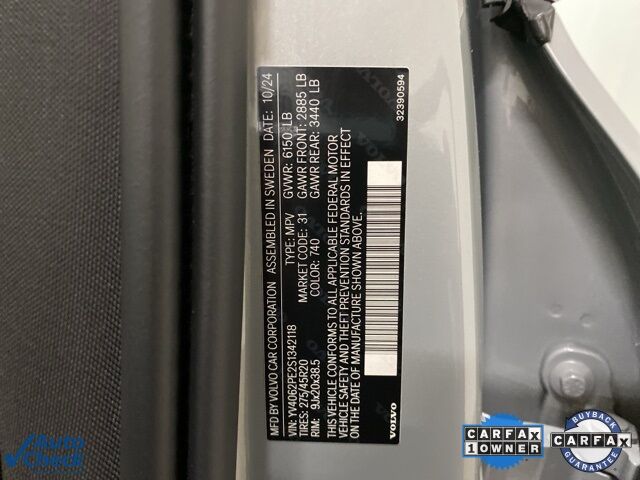 MFD BY VOLVO CAR CORPORATION ASSEMBLED IN SWEDEN DATE: 10/24
VIN: YV4062PE2S1342118 TYPE: MPV GVWR: 6150 LB
TIRES: 275/45R20 MARKET CODE: 31 GAWR FRONT: 2885 LB
RIM: 9Jx20x38.5 COLOR: 740 GAWR REAR: 3440 LB
THIS VEHICLE CONFORMS TO ALL APPLICABLE FEDERAL MOTOR
VEHICLE SAFETY AND THEFT PREVENTION STANDARDS IN EFFECT
ON THE DATE OF MANUFACTURE SHOWN ABOVE.
VOLVO
32390594
Auto
Check
CARFAX
1 OWNER
BUYBACK
CARFAX
GUARANTEE